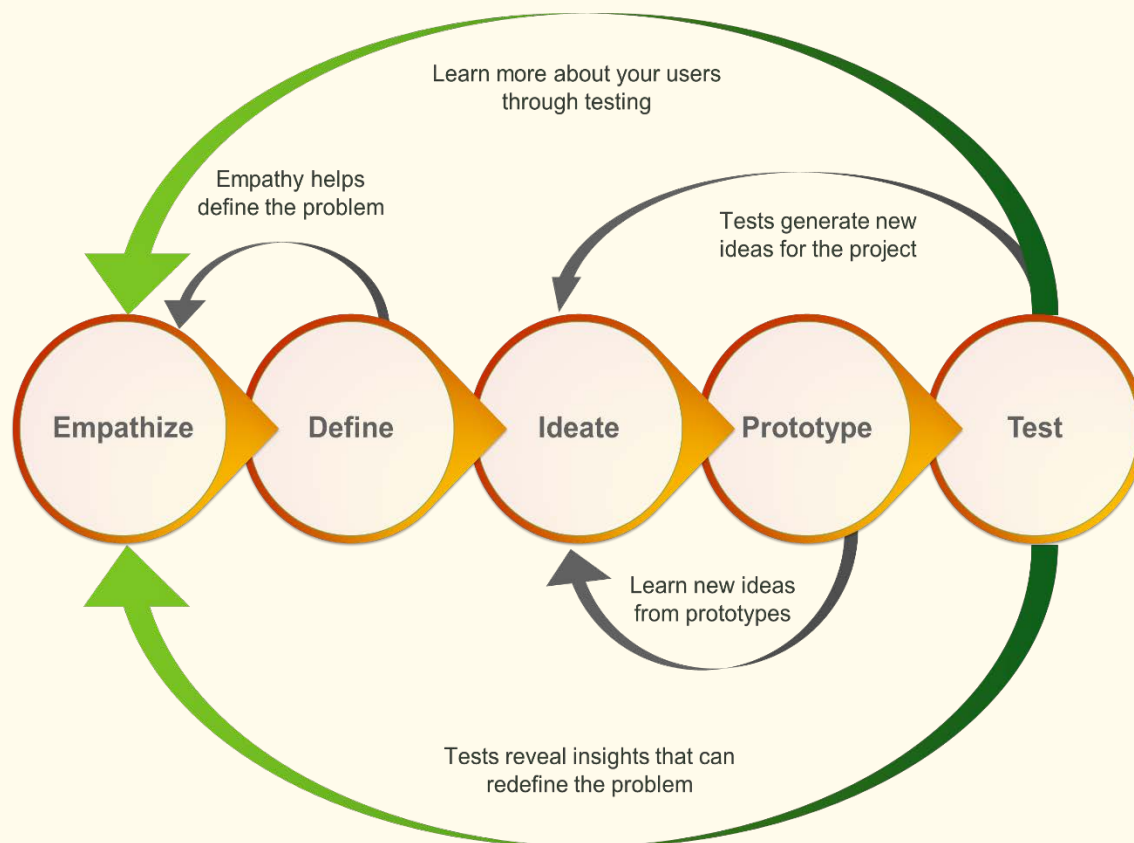 Learn more about your users
through testing
Empathy helps
define the problem
Tests generate new
ideas for the project
Empathize
Define
Ideate
Prototype
Test
Learn new ideas
from prototypes
Tests reveal insights that can
redefine the problem